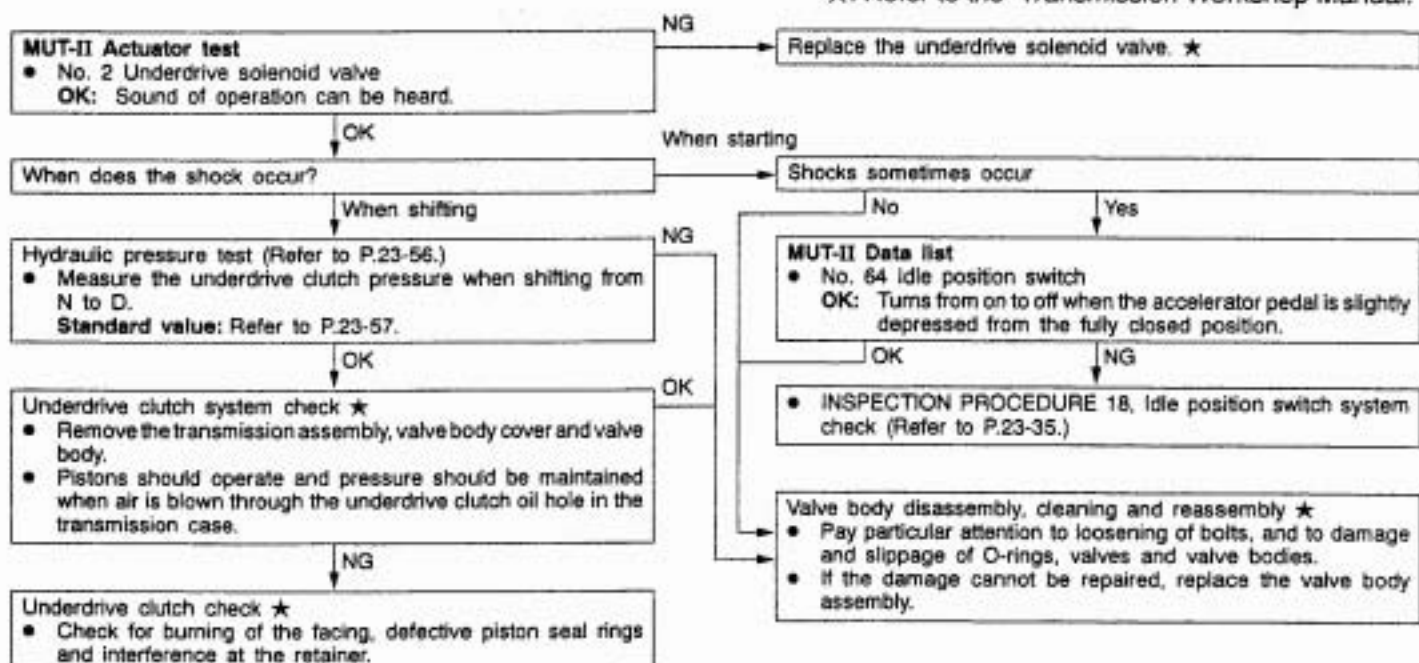 ★: Refer to the "Transmission Workshop Manual."
MUT-II Actuator test
● No. 2 Underdrive solenoid valve
OK: Sound of operation can be heard.
NG
Replace the underdrive solenoid valve. ★
OK
When does the shock occur?
When starting
Shocks sometimes occur
When shifting
No
Yes
Hydraulic pressure test (Refer to P.23-56.)
● Measure the underdrive clutch pressure when shifting from
N to D.
Standard value: Refer to P.23-57.
NG
MUT-II Data list
● No. 64 Idle position switch
OK: Turns from on to off when the accelerator pedal is slightly
depressed from the fully closed position.
OK
OK
NG
Underdrive clutch system check ★
● Remove the transmission assembly, valve body cover and valve
body.
● Pistons should operate and pressure should be maintained
when air is blown through the underdrive clutch oil hole in the
transmission case.
OK
● INSPECTION PROCEDURE 18, Idle position switch system
check (Refer to P.23-35.)
Valve body disassembly, cleaning and reassembly ★
● Pay particular attention to loosening of bolts, and to damage
and slippage of O-rings, valves and valve bodies.
● If the damage cannot be repaired, replace the valve body
assembly.
NG
Underdrive clutch check ★
● Check for burning of the facing, defective piston seal rings
and interference at the retainer.